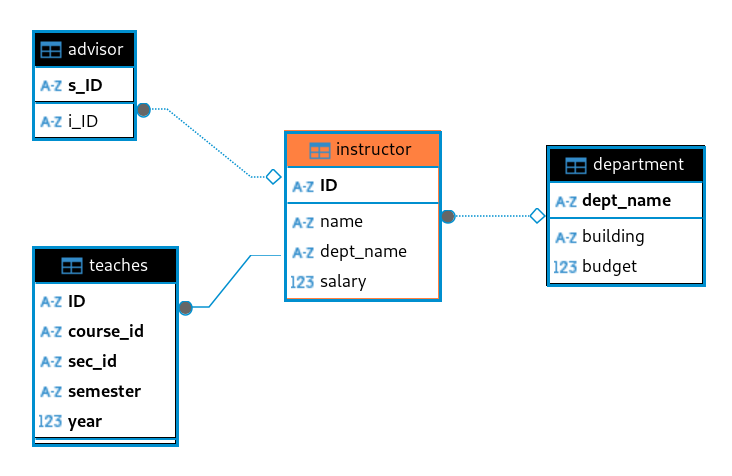 advisor
A-Z s_ID
A-Z i_ID
instructor
A-Z ID
A-Z name
A-Z dept_name
123 salary
department
A-Z dept_name
A-Z building
123 budget
teaches
A-Z ID
A-Z course_id
A-Z sec_id
A-Z semester
123 year